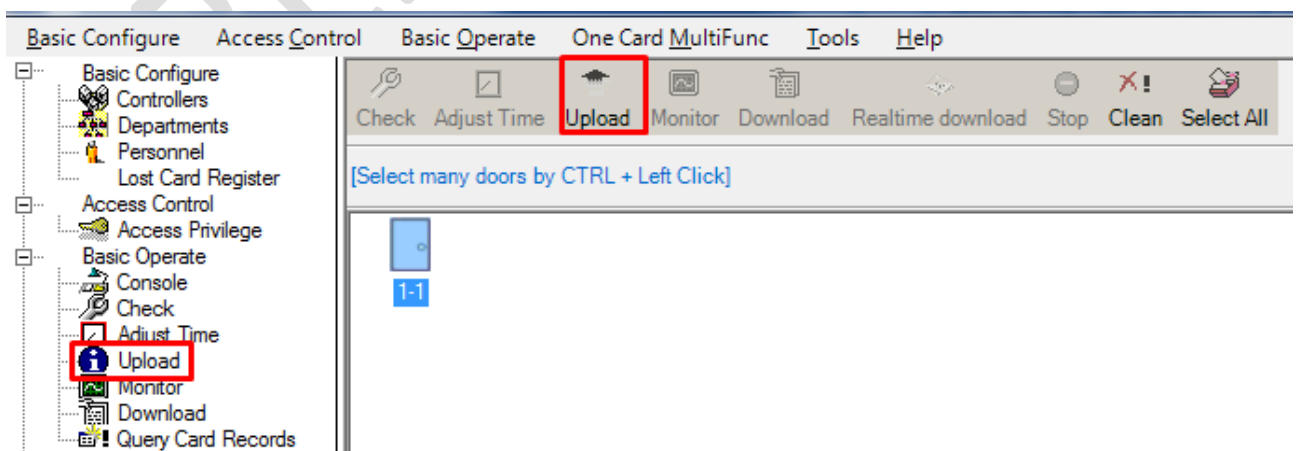 Basic Configure Access Control Basic Operate One Card MultiFunc Tools Help
Basic Configure
Controllers
Departments
Personnel
Lost Card Register
Access Control
Access Privilege
Basic Operate
Console
Check
Adjust Time
Upload
Monitor
Download
Query Card Records
Check Adjust Time Upload Monitor Download Realtime download Stop Clean Select All
[Select many doors by CTRL + Left Click]
1-1